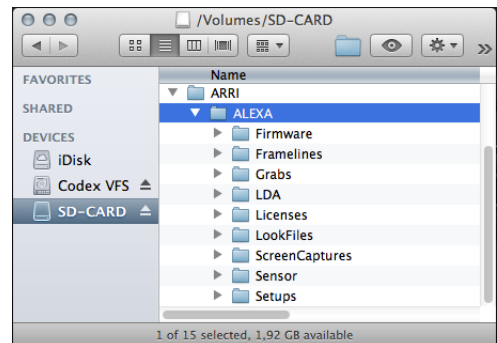 /Volumes/SD-CARD
FAVORITES
SHARED
DEVICES
iDisk
Codex VFS
SD-CARD
Name
ARRI
ALEXA
Firmware
Framelines
Grabs
LDA
Licenses
LookFiles
ScreenCaptures
Sensor
Setups
1 of 15 selected, 1,92 GB available